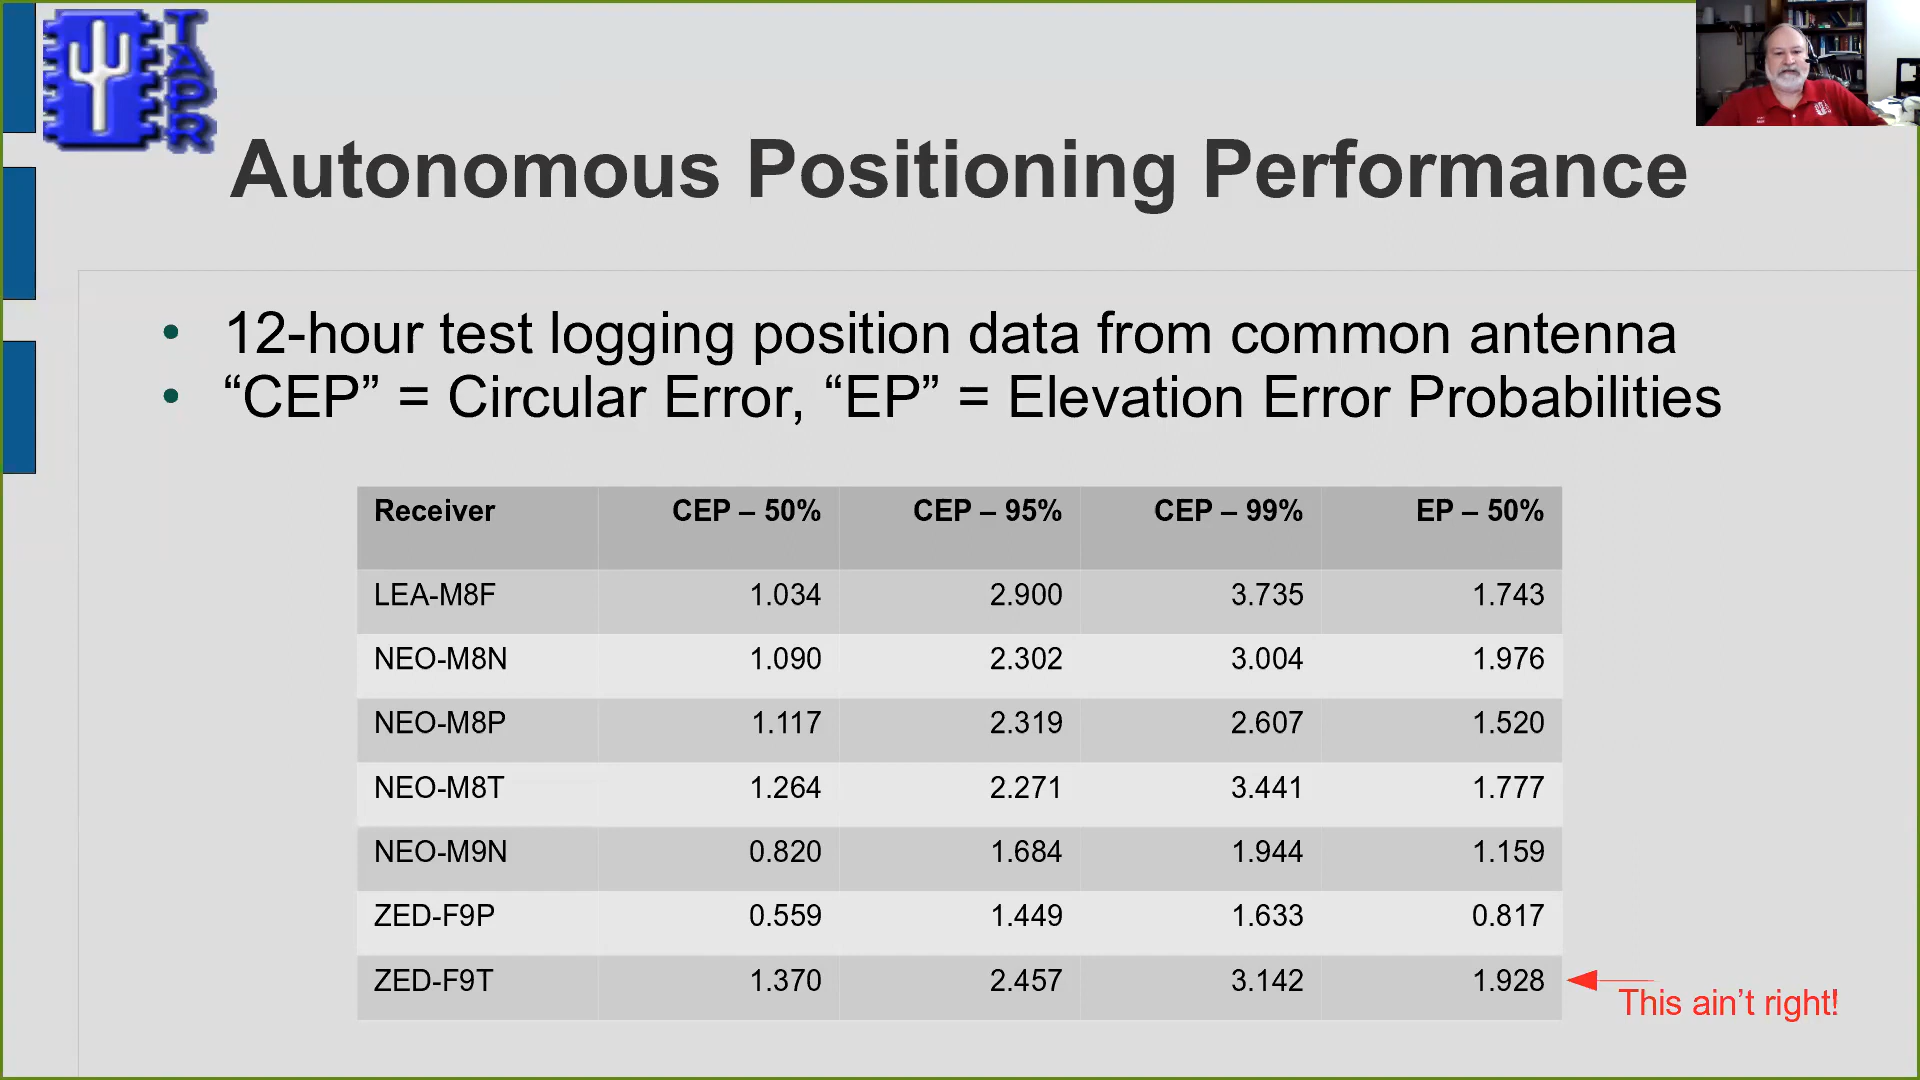 TAPR
Autonomous Positioning Performance
• 12-hour test logging position data from common antenna
• “CEP” = Circular Error, “EP” = Elevation Error Probabilities
Receiver CEP – 50% CEP – 95% CEP – 99% EP – 50%
LEA-M8F 1.034 2.900 3.735 1.743
NEO-M8N 1.090 2.302 3.004 1.976
NEO-M8P 1.117 2.319 2.607 1.520
NEO-M8T 1.264 2.271 3.441 1.777
NEO-M9N 0.820 1.684 1.944 1.159
ZED-F9P 0.559 1.449 1.633 0.817
ZED-F9T 1.370 2.457 3.142 1.928
This ain’t right!